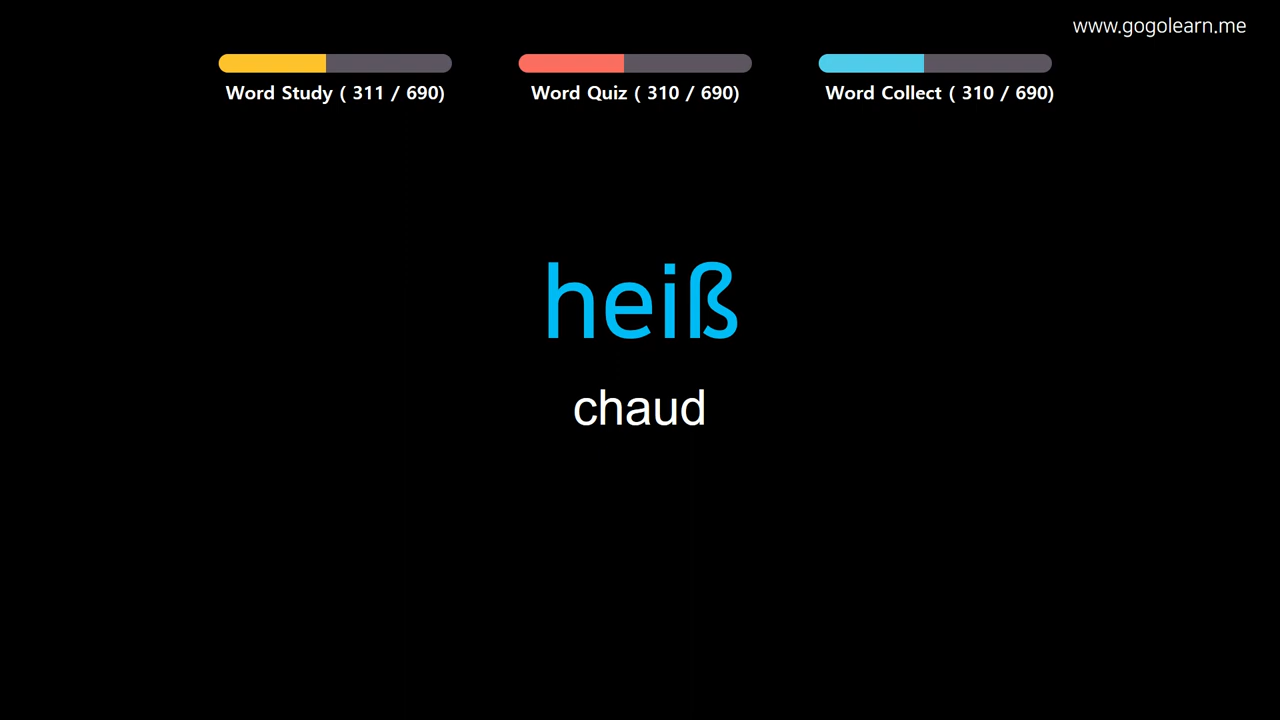 www.gogolearn.me
Word Study ( 311 / 690)
Word Quiz ( 310 / 690)
Word Collect ( 310 / 690)
heiß
chaud